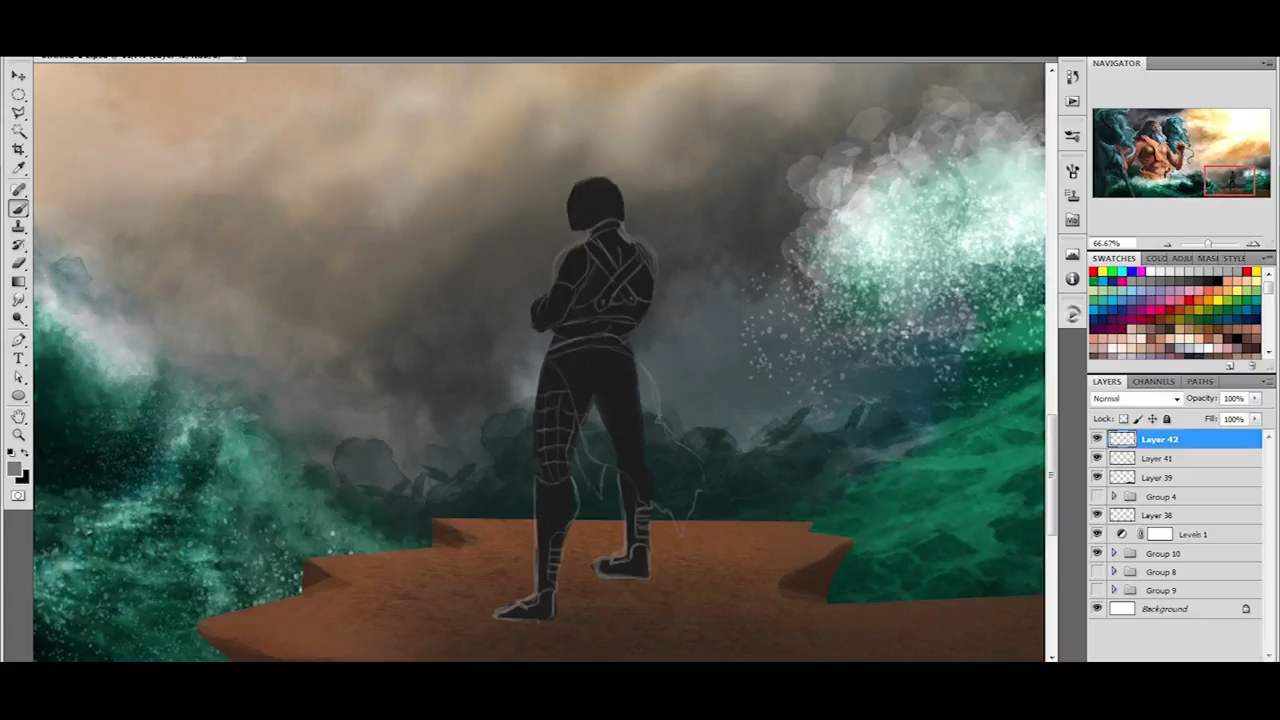 NAVIGATOR
66.67%
SWATCHES COLO ADJU MASI STYLE
LAYERS CHANNELS PATHS
Normal Opacity: 100%
Lock: Fill: 100%
Layer 42
Layer 41
Layer 39
Group 4
Layer 38
Levels 1
Group 10
Group 8
Group 9
Background